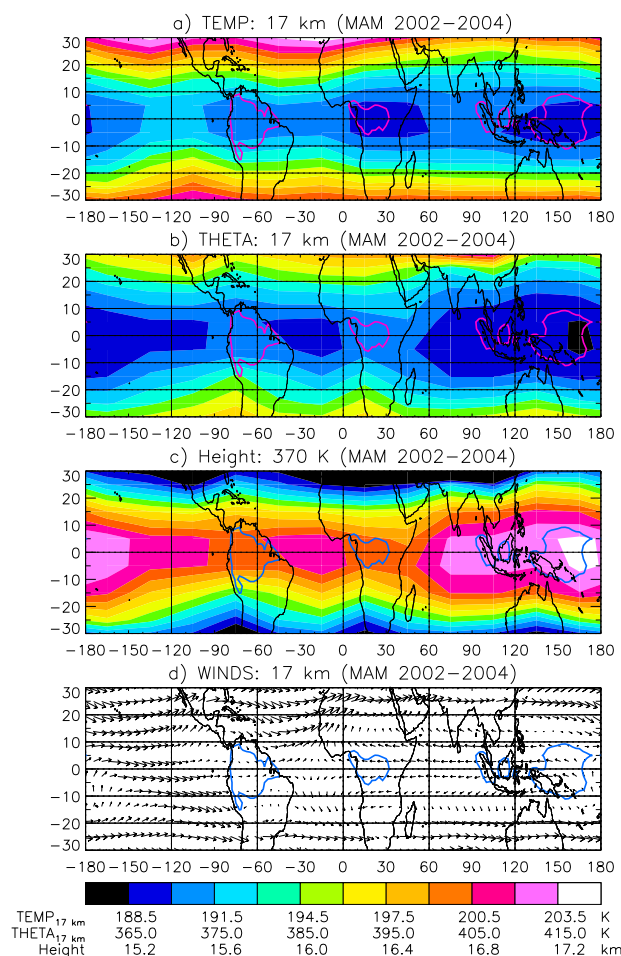 a) TEMP: 17 km (MAM 2002−2004)
30
20
10
0
−10
−20
−30
−180 −150 −120 −90 −60 −30 0 30 60 90 120 150 180
b) THETA: 17 km (MAM 2002−2004)
30
20
10
0
−10
−20
−30
−180 −150 −120 −90 −60 −30 0 30 60 90 120 150 180
c) Height: 370 K (MAM 2002−2004)
30
20
10
0
−10
−20
−30
−180 −150 −120 −90 −60 −30 0 30 60 90 120 150 180
d) WINDS: 17 km (MAM 2002−2004)
30
20
10
0
−10
−20
−30
−180 −150 −120 −90 −60 −30 0 30 60 90 120 150 180
TEMP17 km 188.5 191.5 194.5 197.5 200.5 203.5 K
THETA17 km 365.0 375.0 385.0 395.0 405.0 415.0 K
Height 15.2 15.6 16.0 16.4 16.8 17.2 km